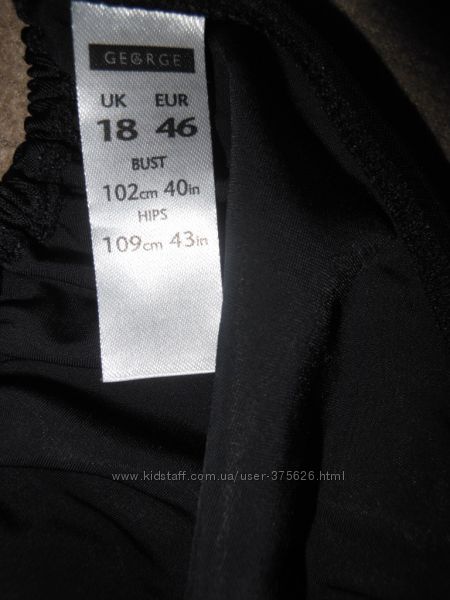 GEORGE
UK EUR
18 46
BUST
102cm 40in
HIPS
109cm 43in
www.kidstaff.com.ua/user-375626.html